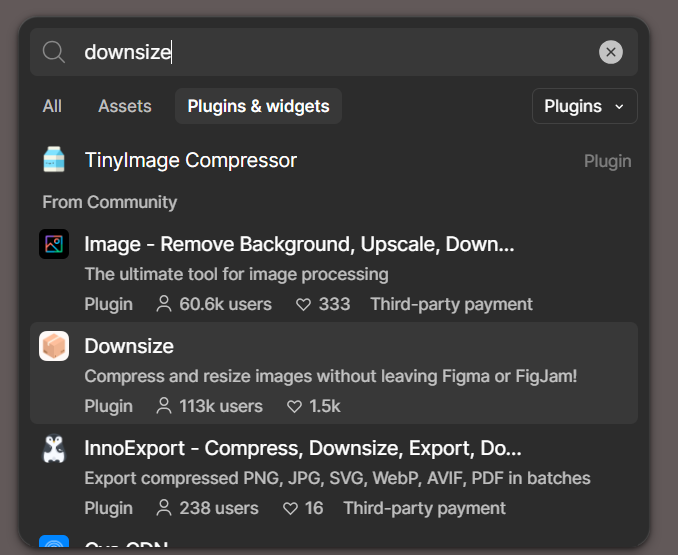 downsize
All Assets Plugins & widgets Plugins
TinyImage Compressor Plugin
From Community
Image - Remove Background, Upscale, Down...
The ultimate tool for image processing
Plugin 60.6k users 333 Third-party payment
Downsize
Compress and resize images without leaving Figma or FigJam!
Plugin 113k users 1.5k
InnoExport - Compress, Downsize, Export, Do...
Export compressed PNG, JPG, SVG, WebP, AVIF, PDF in batches
Plugin 238 users 16 Third-party payment